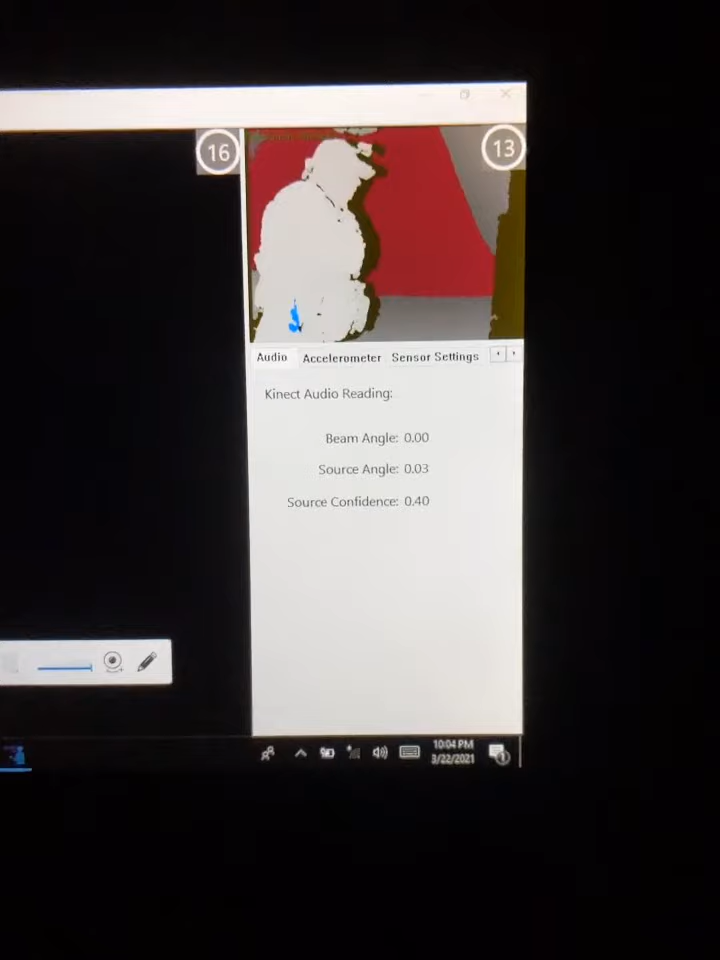 16
13
Audio Accelerometer Sensor Settings
Kinect Audio Reading:
Beam Angle: 0.00
Source Angle: 0.03
Source Confidence: 0.40
10:04 PM
3/22/2021
1